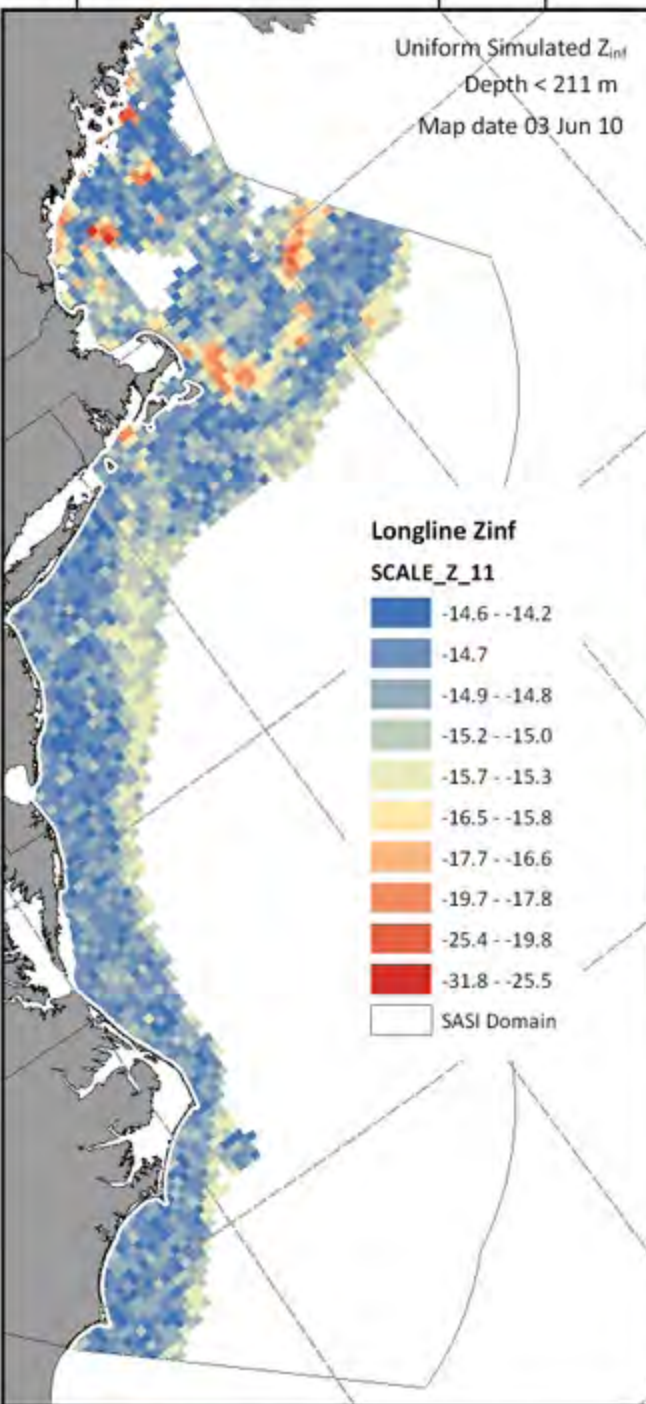 Uniform Simulated Zinf
Depth < 211 m
Map date 03 Jun 10
Longline Zinf
SCALE_Z_11
-14.6 - -14.2
-14.7
-14.9 - -14.8
-15.2 - -15.0
-15.7 - -15.3
-16.5 - -15.8
-17.7 - -16.6
-19.7 - -17.8
-25.4 - -19.8
-31.8 - -25.5
SASI Domain